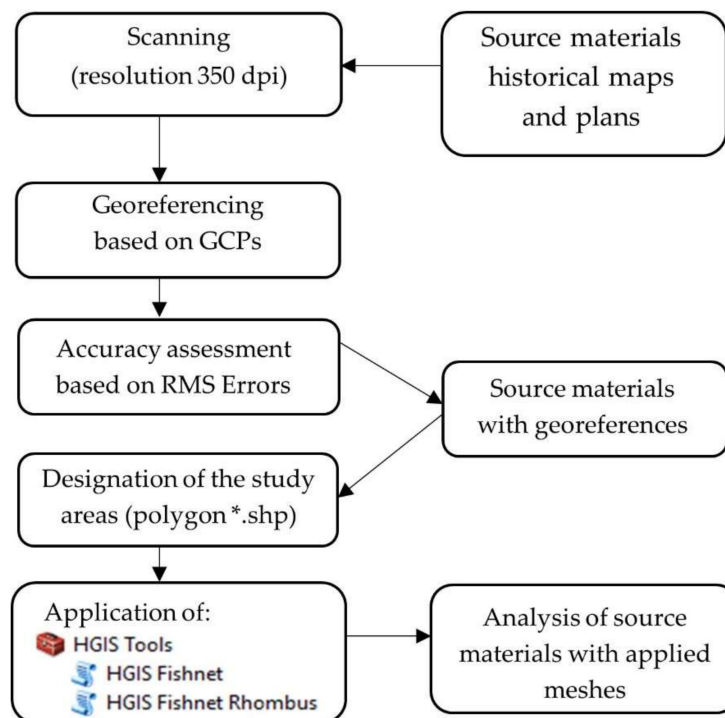 Scanning
(resolution 350 dpi)
Source materials
historical maps
and plans
Georeferencing
based on GCPs
Accuracy assessment
based on RMS Errors
Source materials
with georeferences
Designation of the study
areas (polygon *.shp)
Application of:
HGIS Tools
HGIS Fishnet
HGIS Fishnet Rhombus
Analysis of source
materials with applied
meshes